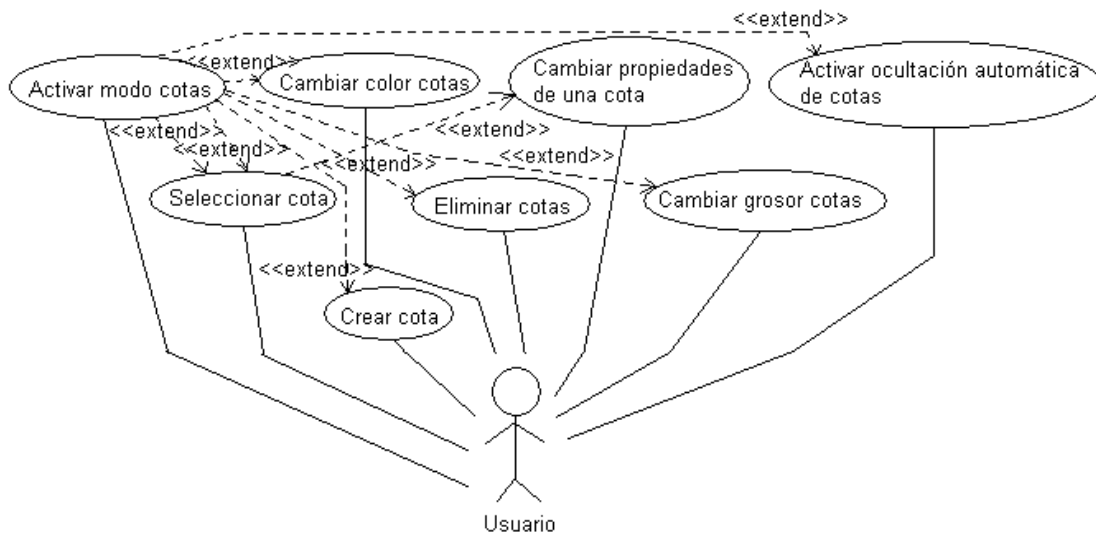 <<extend>>
<<extend>>
Activar modo cotas
Cambiar color cotas
Cambiar propiedades
de una cota
Activar ocultación automática
de cotas
<<extend>>
<<extend>>
<<extend>>
<<extend>>
<<extend>>
Seleccionar cota
Eliminar cotas
Cambiar grosor cotas
<<extend>>
Crear cota
Usuario